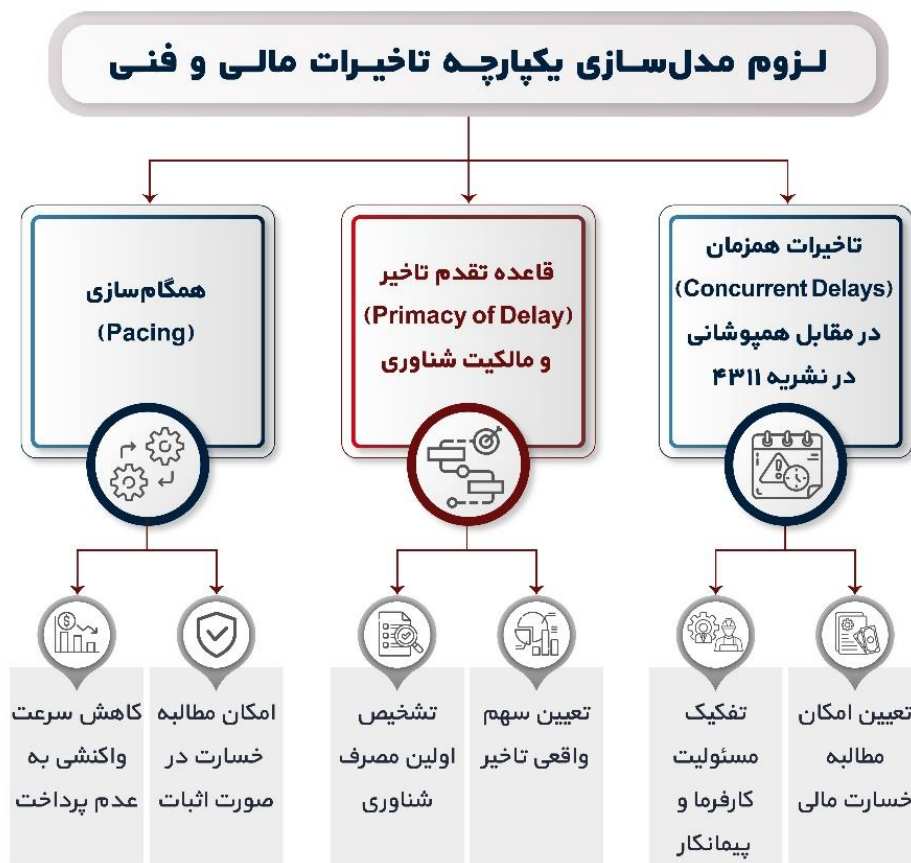 لزوم مدل‌سازی یکپارچه تاخیرات مالی و فنی
تاخیرات همزمان
(Concurrent Delays)
در مقابل همپوشانی
در نشریه ۴۳۱۱
قاعده تقدم تاخیر
(Primacy of Delay)
و مالکیت شناوری
همگام‌سازی
(Pacing)
تعیین امکان
مطالبه
خسارت مالی
تفکیک
مسئولیت
کارفرما و
پیمانکار
تعیین سهم
واقعی تاخیر
تشخیص
اولین مصرف
شناوری
امکان مطالبه
خسارت در
صورت اثبات
کاهش سرعت
واکنشی به
عدم پرداخت